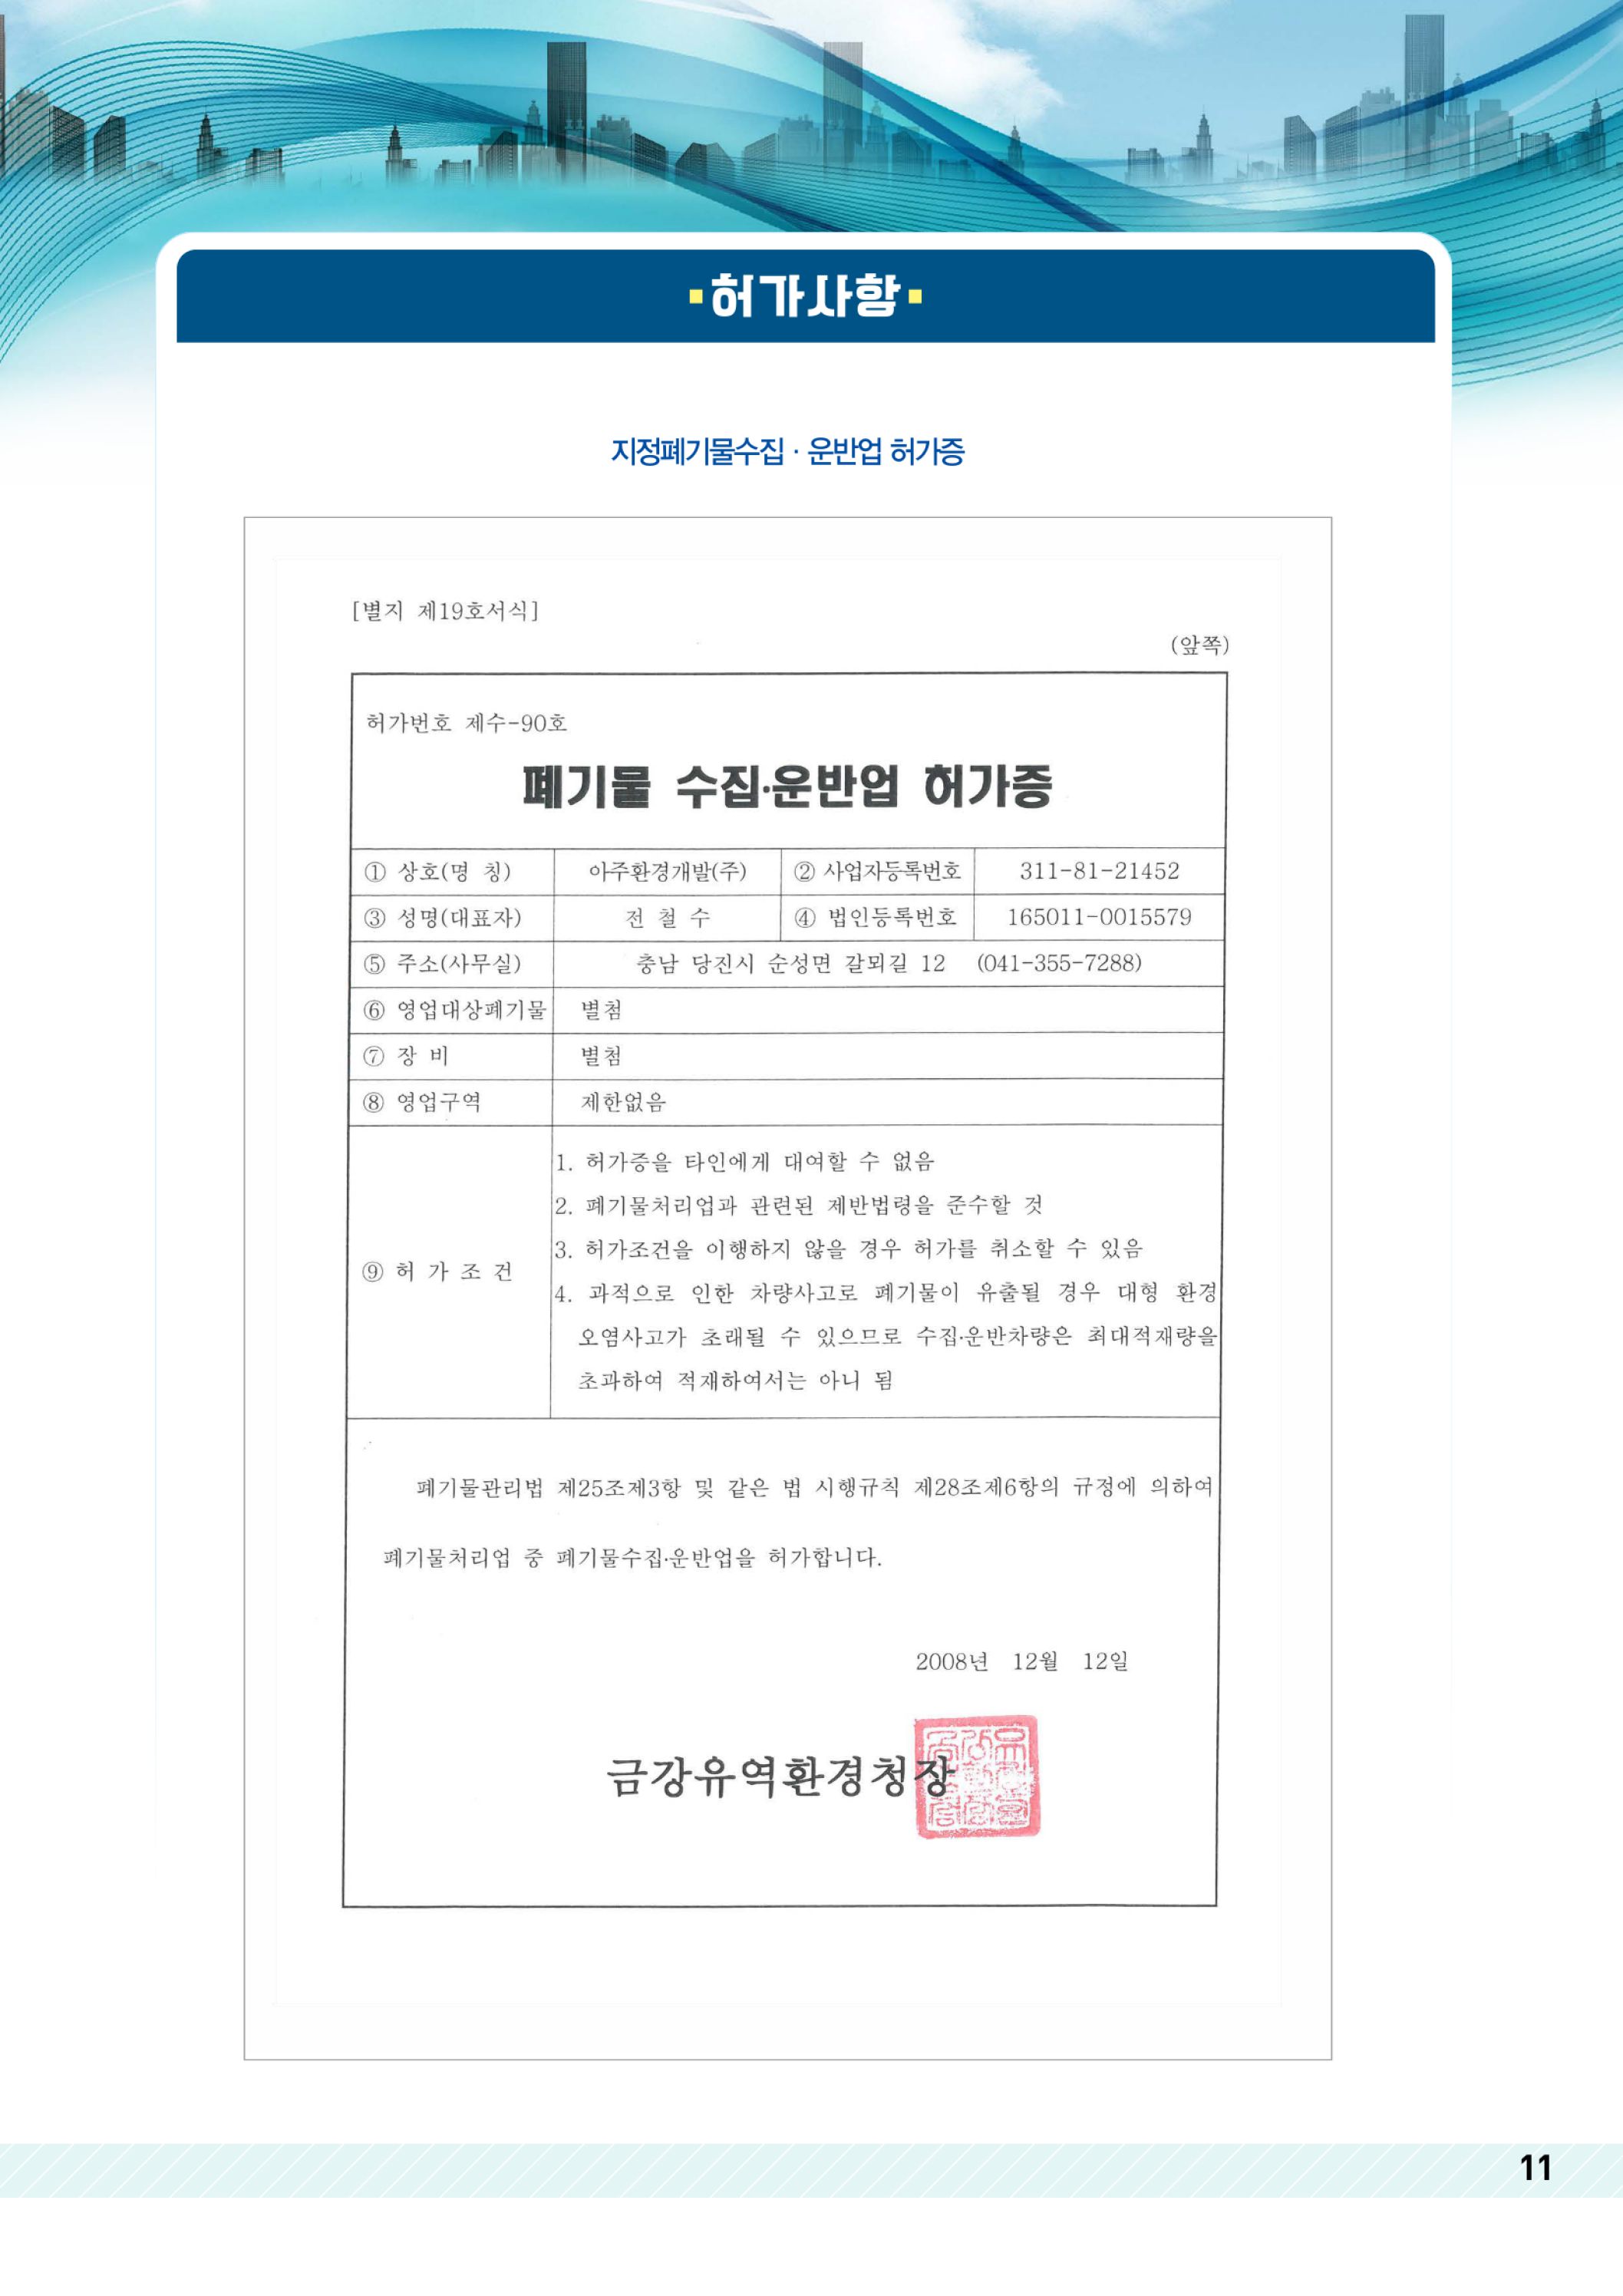 허가사항
지정폐기물수집 · 운반업 허가증
[별지 제19호서식]
(앞쪽)
허가번호 제수-90호
폐기물 수집·운반업 허가증
① 상호(명 칭) 아주환경개발(주) ② 사업자등록번호 311-81-21452
③ 성명(대표자) 전 철 수 ④ 법인등록번호 165011-0015579
⑤ 주소(사무실) 충남 당진시 순성면 갈뫼길 12 (041-355-7288)
⑥ 영업대상폐기물 별첨
⑦ 장 비 별첨
⑧ 영업구역 제한없음
⑨ 허 가 조 건
1. 허가증을 타인에게 대여할 수 없음
2. 폐기물처리업과 관련된 제반법령을 준수할 것
3. 허가조건을 이행하지 않을 경우 허가를 취소할 수 있음
4. 과적으로 인한 차량사고로 폐기물이 유출될 경우 대형 환경
오염사고가 초래될 수 있으므로 수집·운반차량은 최대적재량을
초과하여 적재하여서는 아니 됨
폐기물관리법 제25조제3항 및 같은 법 시행규칙 제28조제6항의 규정에 의하여
폐기물처리업 중 폐기물수집·운반업을 허가합니다.
2008년 12월 12일
금강유역환경청장
11